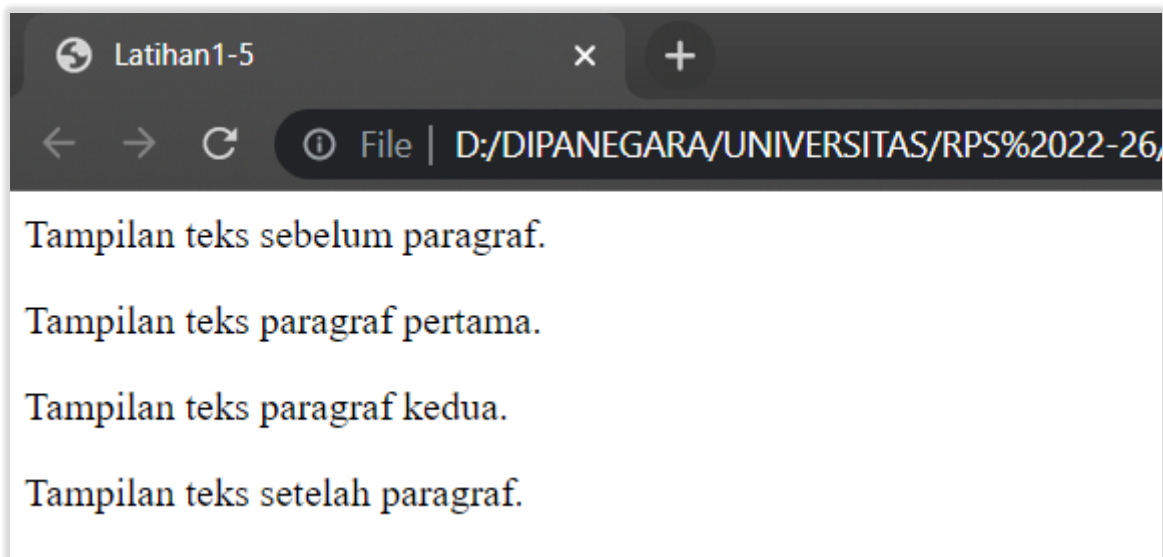 Latihan1-5
File D:/DIPANEGARA/UNIVERSITAS/RPS%2022-26/
Tampilan teks sebelum paragraf.
Tampilan teks paragraf pertama.
Tampilan teks paragraf kedua.
Tampilan teks setelah paragraf.